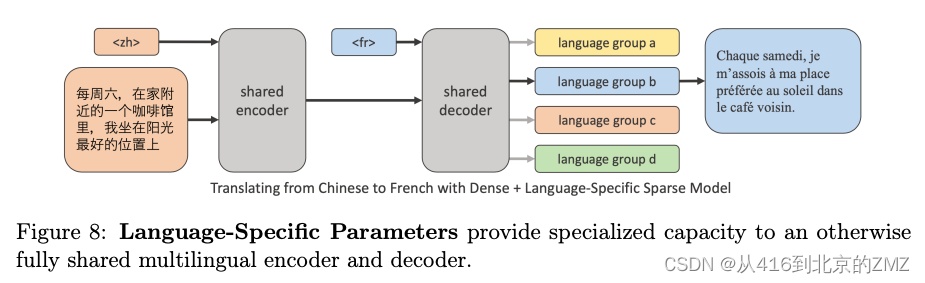 <zh>
<fr>
每周六，在家附
近的一个咖啡馆
里，我坐在阳光
最好的位置上
shared
encoder
shared
decoder
language group a
language group b
language group c
language group d
Chaque samedi, je
m'assois à ma place
préférée au soleil dans
le café voisin.
Translating from Chinese to French with Dense + Language-Specific Sparse Model
Figure 8: Language-Specific Parameters provide specialized capacity to an otherwise
fully shared multilingual encoder and decoder.
CSDN @从416到北京的ZMZ